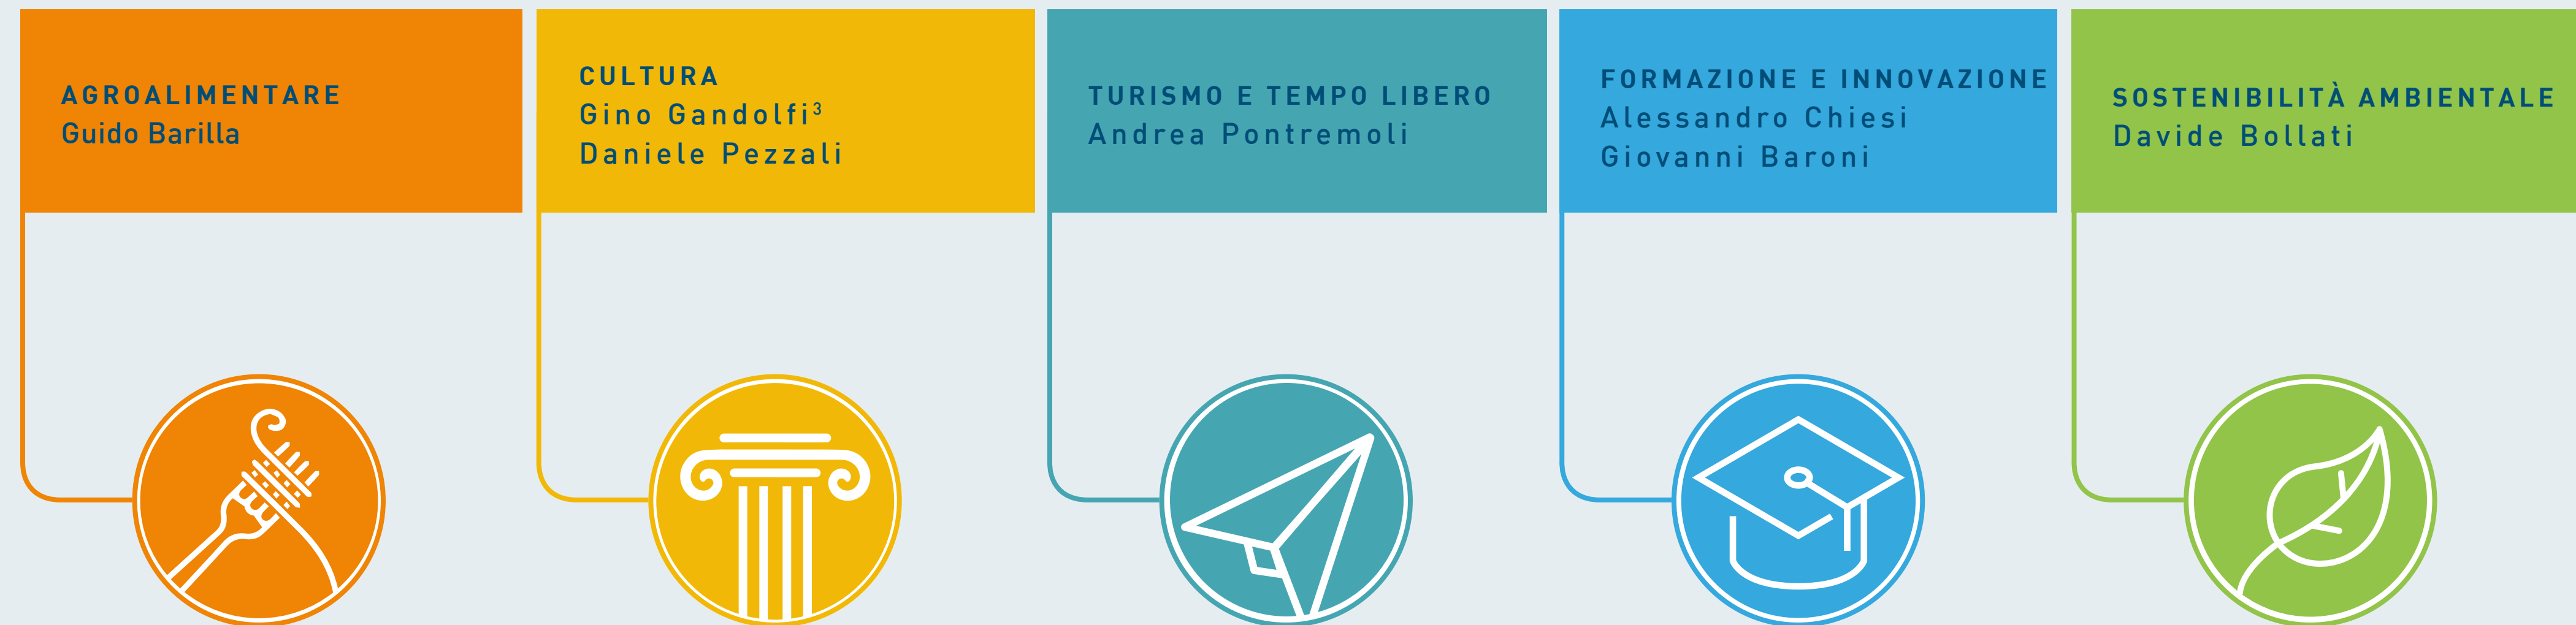 AGROALIMENTARE
Guido Barilla
CULTURA
Gino Gandolfi³
Daniele Pezzali
TURISMO E TEMPO LIBERO
Andrea Pontremoli
FORMAZIONE E INNOVAZIONE
Alessandro Chiesi
Giovanni Baroni
SOSTENIBILITÀ AMBIENTALE
Davide Bollati